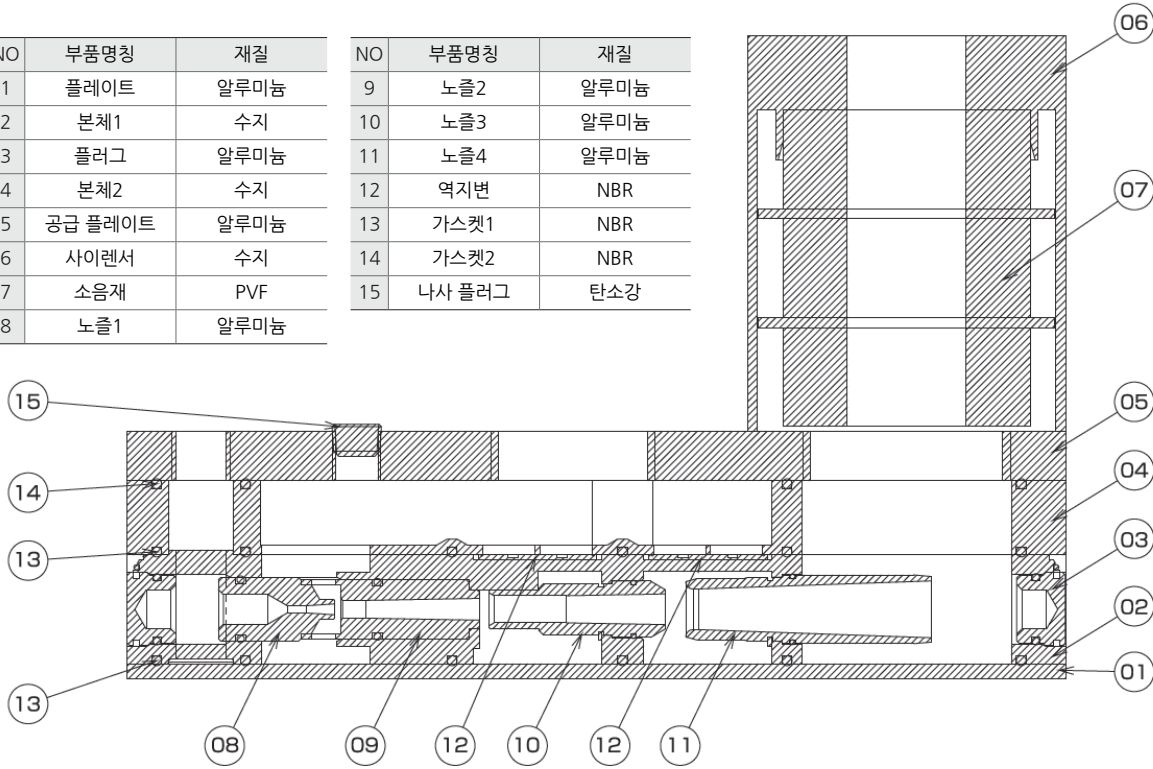 NO 부품명칭 재질
1 플레이트 알루미늄
2 본체1 수지
3 플러그 알루미늄
4 본체2 수지
5 공급 플레이트 알루미늄
6 사이렌서 수지
7 소음재 PVF
8 노즐1 알루미늄
NO 부품명칭 재질
9 노즐2 알루미늄
10 노즐3 알루미늄
11 노즐4 알루미늄
12 역지변 NBR
13 가스켓1 NBR
14 가스켓2 NBR
15 나사 플러그 탄소강
06
07
15
05
04
14
03
13
02
01
13
08 09 12 10 12 11